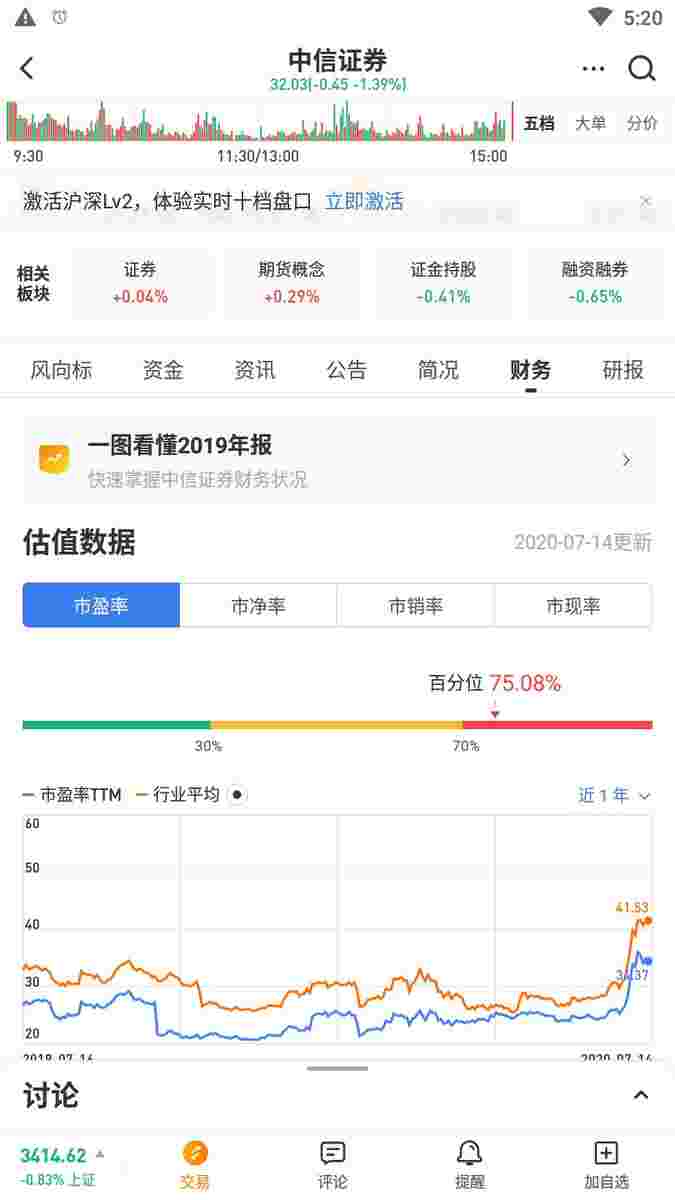 5:20
中信证券
32.03(-0.45 -1.39%)
五档 大单 分价
9:30 11:30/13:00 15:00
激活沪深Lv2，体验实时十档盘口 立即激活
相关板块
证券 期货概念 证金持股 融资融券
+0.04% +0.29% -0.41% -0.65%
风向标 资金 资讯 公告 简况 财务 研报
一图看懂2019年报
快速掌握中信证券财务状况
估值数据 2020-07-14更新
市盈率 市净率 市销率 市现率
百分位 75.08%
30% 70%
市盈率TTM 行业平均 近1年
60
50
41.53
40
30
20
讨论
3414.62
-0.83% 上证
交易 评论 提醒 加自选